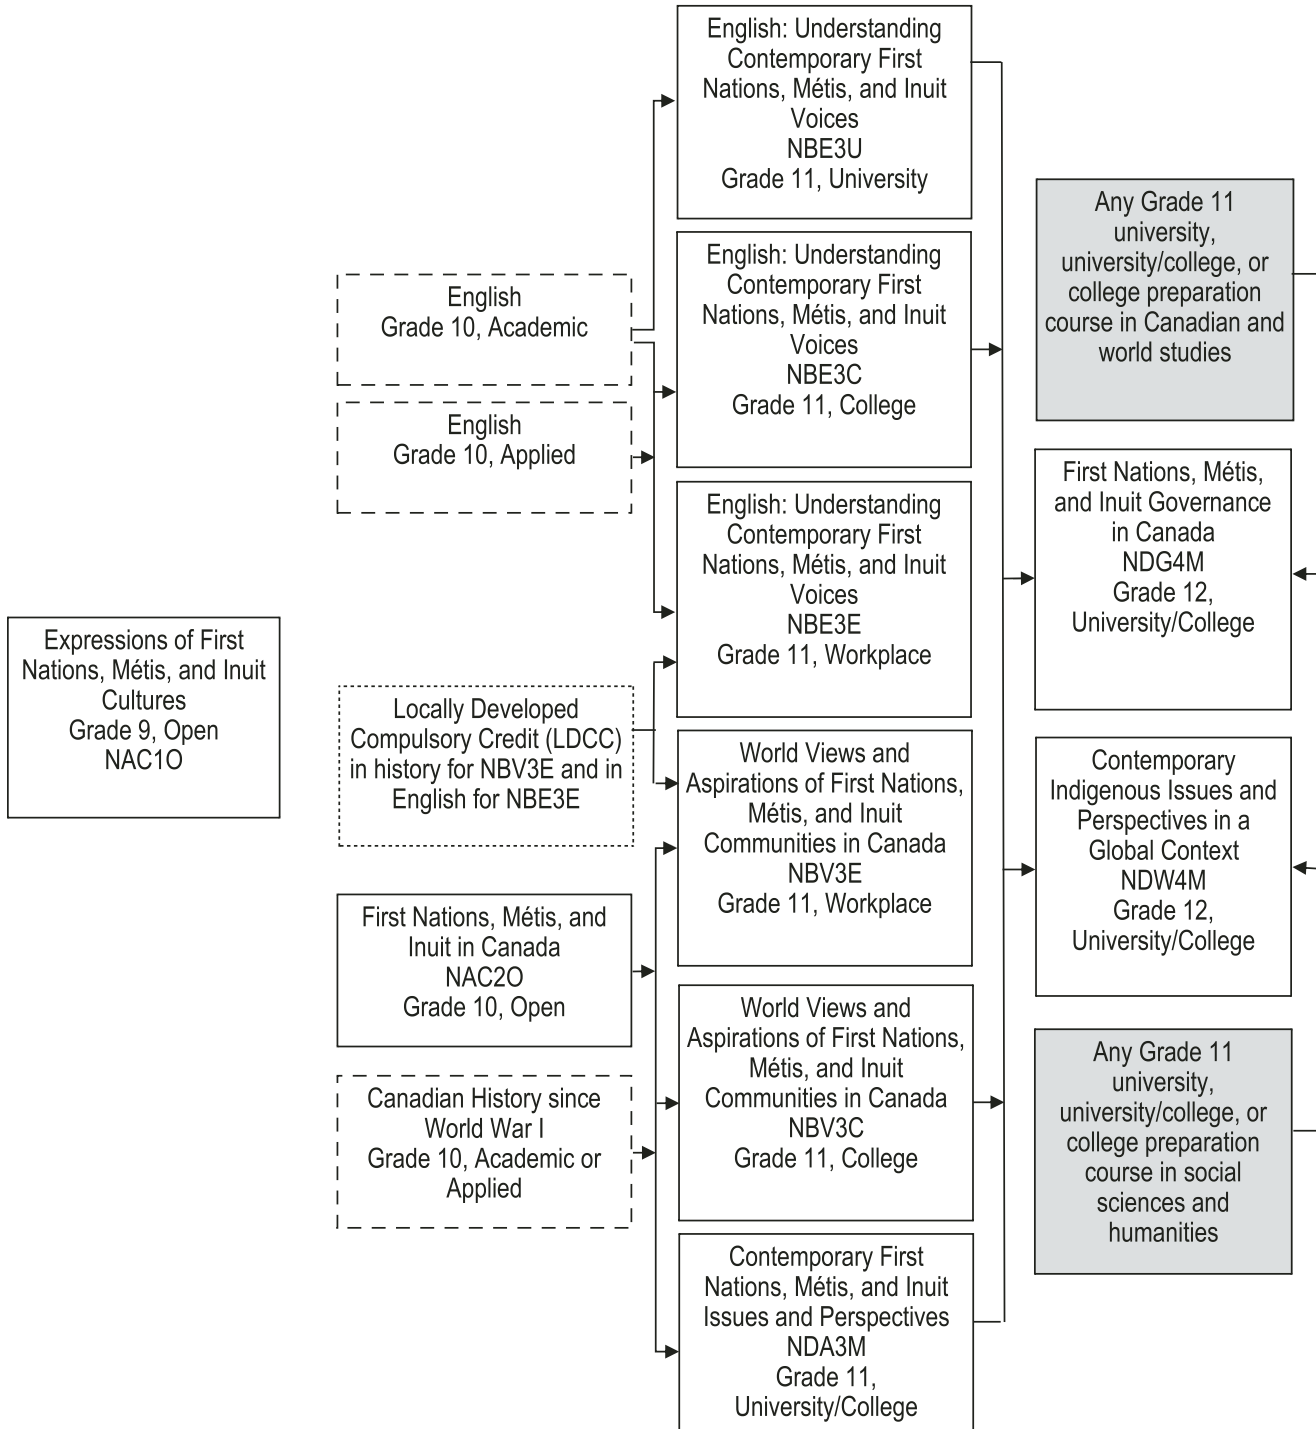 Expressions of First
Nations, Métis, and Inuit
Cultures
Grade 9, Open
NAC1O
English
Grade 10, Academic
English
Grade 10, Applied
Locally Developed
Compulsory Credit (LDCC)
in history for NBV3E and in
English for NBE3E
First Nations, Métis, and
Inuit in Canada
NAC2O
Grade 10, Open
Canadian History since
World War I
Grade 10, Academic or
Applied
English: Understanding
Contemporary First
Nations, Métis, and Inuit
Voices
NBE3U
Grade 11, University
English: Understanding
Contemporary First
Nations, Métis, and Inuit
Voices
NBE3C
Grade 11, College
English: Understanding
Contemporary First
Nations, Métis, and Inuit
Voices
NBE3E
Grade 11, Workplace
World Views and
Aspirations of First Nations,
Métis, and Inuit
Communities in Canada
NBV3E
Grade 11, Workplace
World Views and
Aspirations of First Nations,
Métis, and Inuit
Communities in Canada
NBV3C
Grade 11, College
Contemporary First
Nations, Métis, and Inuit
Issues and Perspectives
NDA3M
Grade 11,
University/College
Any Grade 11
university,
university/college, or
college preparation
course in Canadian and
world studies
First Nations, Métis,
and Inuit Governance
in Canada
NDG4M
Grade 12,
University/College
Contemporary
Indigenous Issues and
Perspectives in a
Global Context
NDW4M
Grade 12,
University/College
Any Grade 11
university,
university/college, or
college preparation
course in social
sciences and
humanities